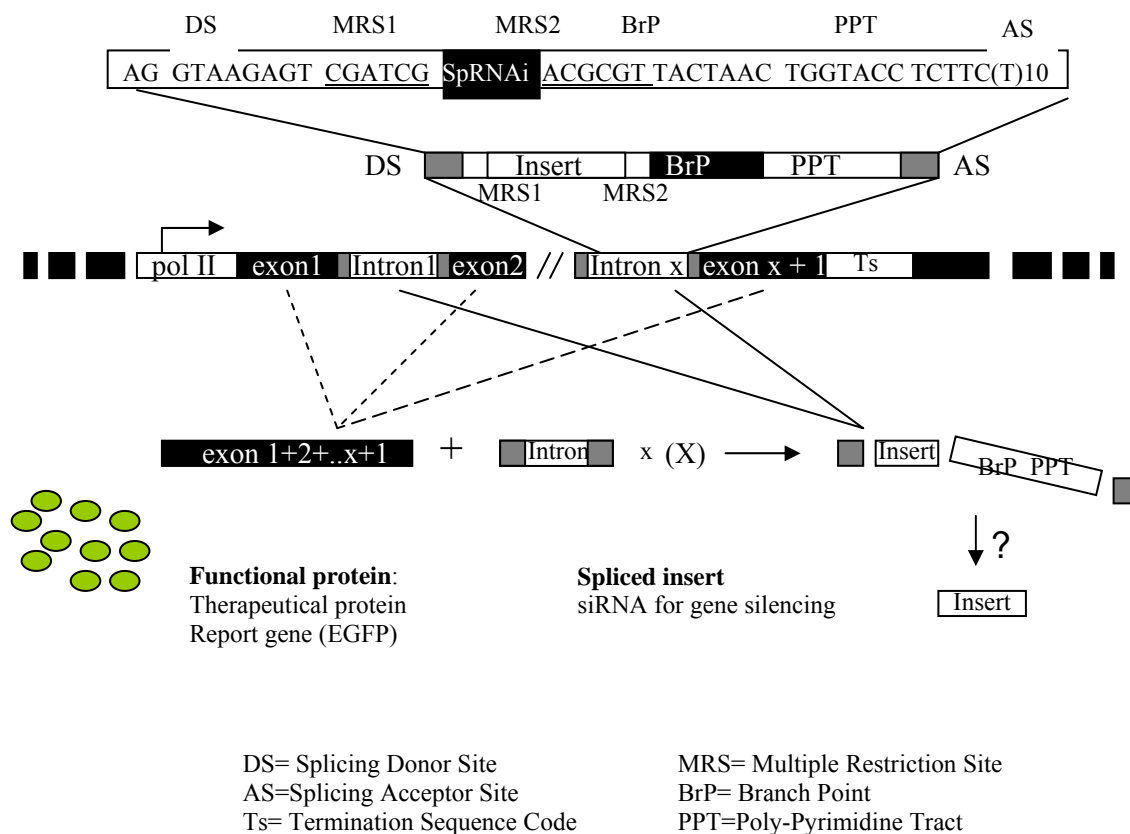 DS MRS1 MRS2 BrP PPT AS
AG GTAAGAGT CGATCG SpRNAi ACGCGT TACTAAC TGGTACC TCTTC(T)10
DS Insert BrP PPT AS
MRS1 MRS2
pol II exon1 Intron1 exon2 // Intron x exon x + 1 Ts
exon 1+2+..x+1 + Intron x (X) Insert BrP PPT
?
Functional protein: Spliced insert Insert
Therapeutical protein siRNA for gene silencing
Report gene (EGFP)
DS= Splicing Donor Site MRS= Multiple Restriction Site
AS=Splicing Acceptor Site BrP= Branch Point
Ts= Termination Sequence Code PPT=Poly-Pyrimidine Tract